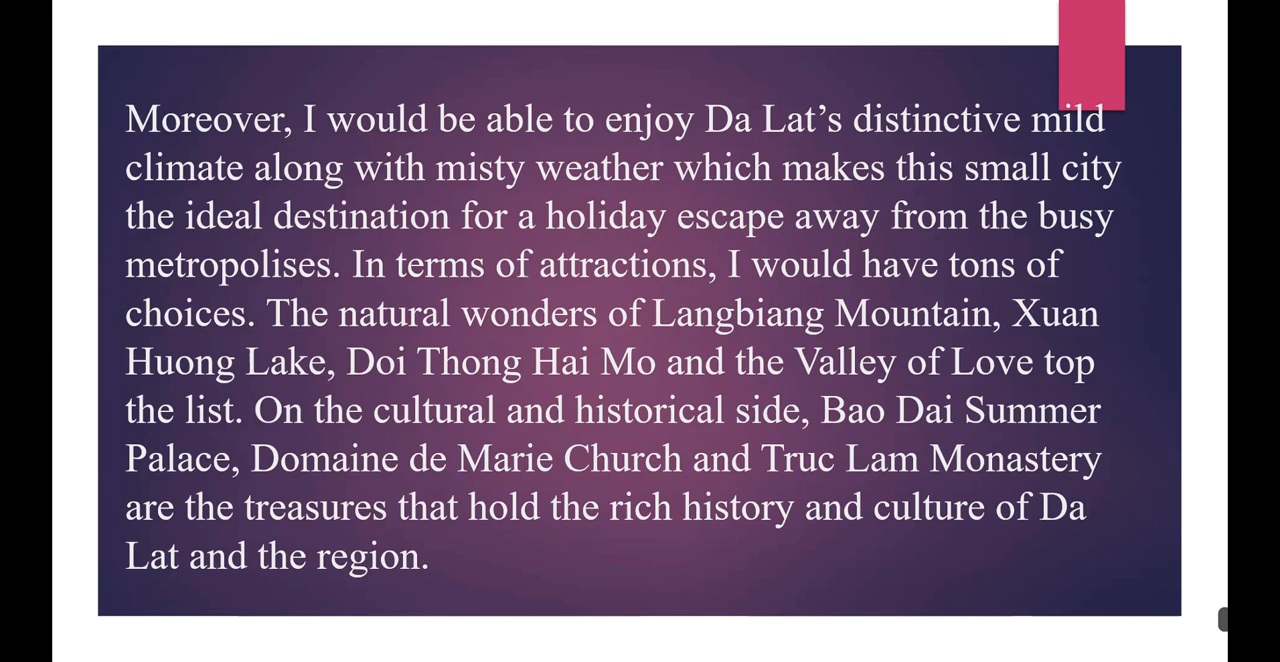 Moreover, I would be able to enjoy Da Lat’s distinctive mild
climate along with misty weather which makes this small city
the ideal destination for a holiday escape away from the busy
metropolises. In terms of attractions, I would have tons of
choices. The natural wonders of Langbiang Mountain, Xuan
Huong Lake, Doi Thong Hai Mo and the Valley of Love top
the list. On the cultural and historical side, Bao Dai Summer
Palace, Domaine de Marie Church and Truc Lam Monastery
are the treasures that hold the rich history and culture of Da
Lat and the region.